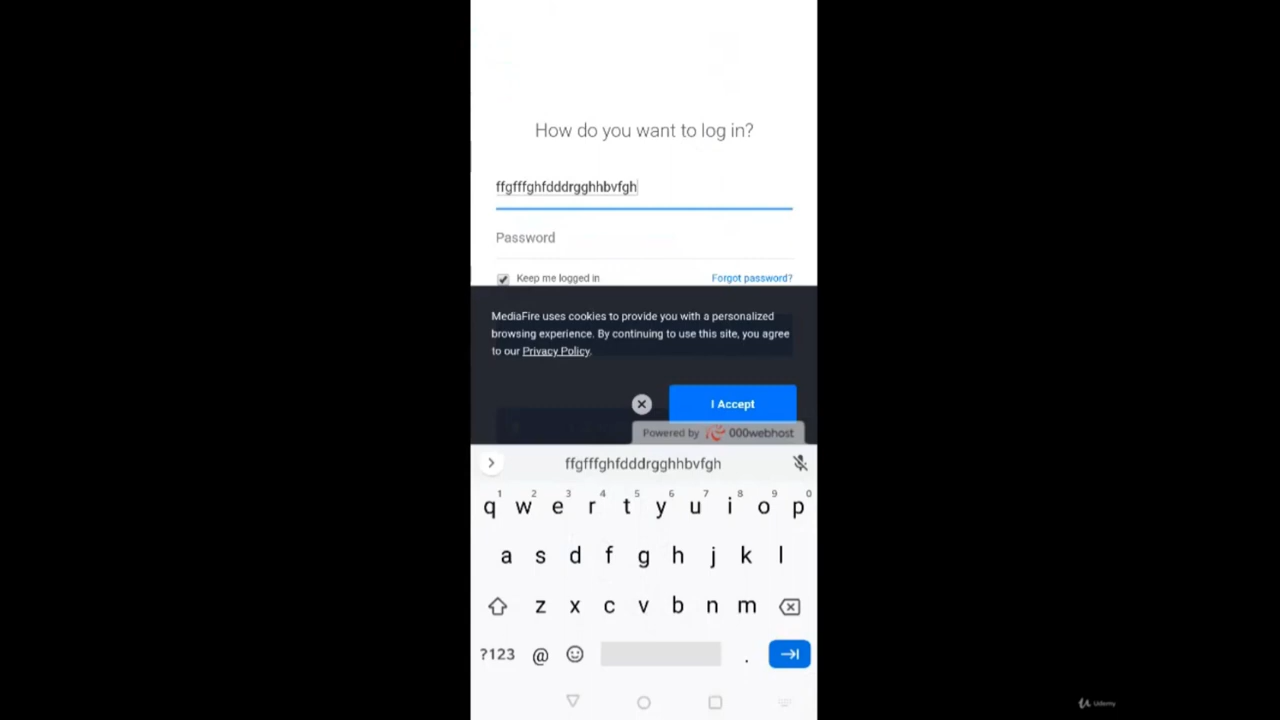 How do you want to log in?
ffgfffghfdddrgghhbvfgh
Password
Keep me logged in Forgot password?
MediaFire uses cookies to provide you with a personalized
browsing experience. By continuing to use this site, you agree
to our Privacy Policy.
I Accept
Powered by 000webhost
ffgfffghfdddrgghhbvfgh
1 2 3 4 5 6 7 8 9 0
q w e r t y u i o p
a s d f g h j k l
z x c v b n m
?123 @ .
Udemy